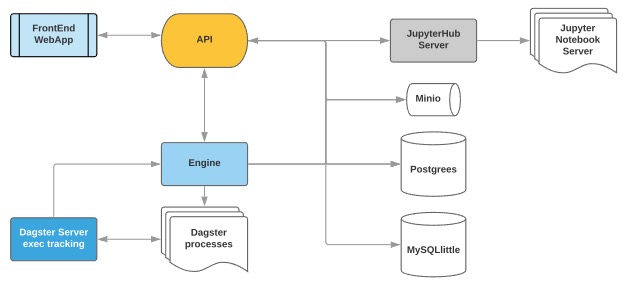 FrontEnd
WebApp
API
JupyterHub
Server
Jupyter
Notebook
Server
Minio
Engine
Postgrees
Dagster Server
exec tracking
Dagster
processes
MySQLlittle